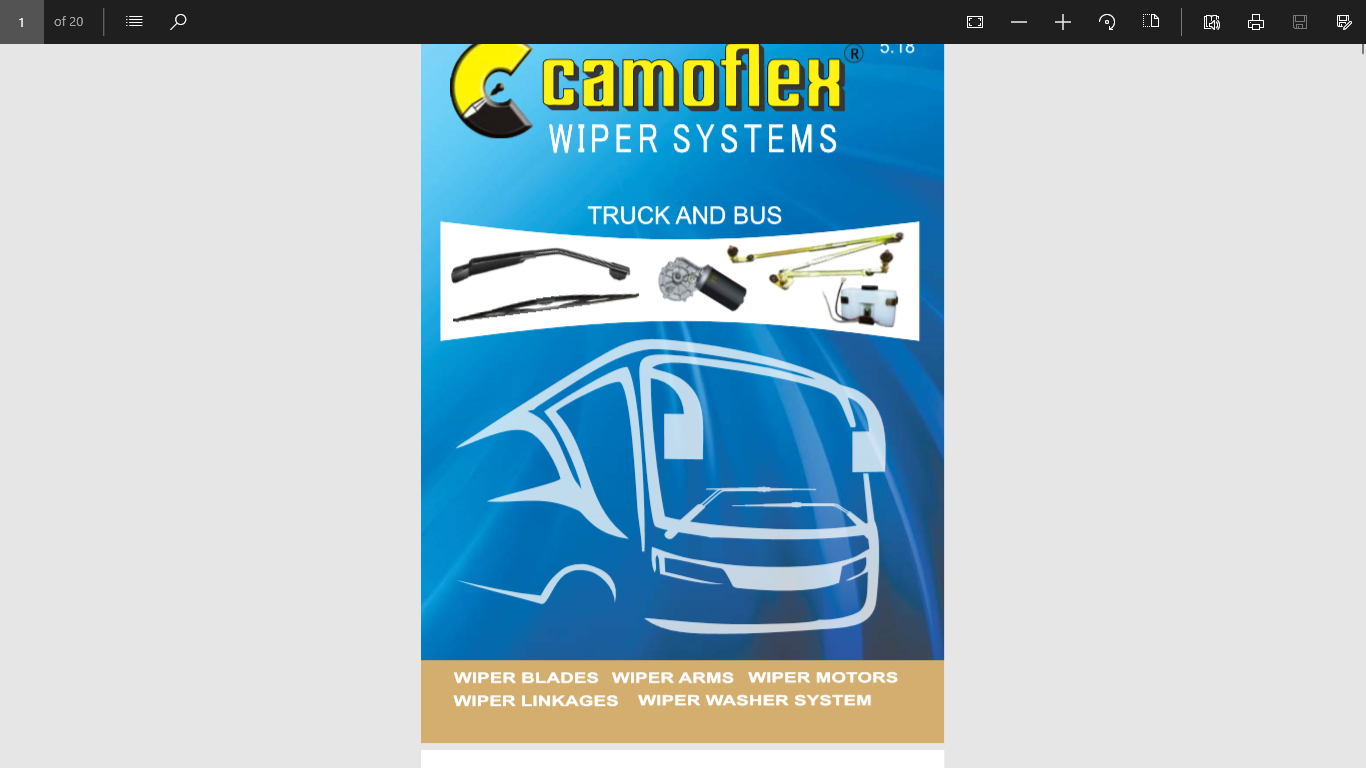 1 of 20
5.18
camoflex ®
WIPER SYSTEMS
TRUCK AND BUS
WIPER BLADES WIPER ARMS WIPER MOTORS
WIPER LINKAGES WIPER WASHER SYSTEM